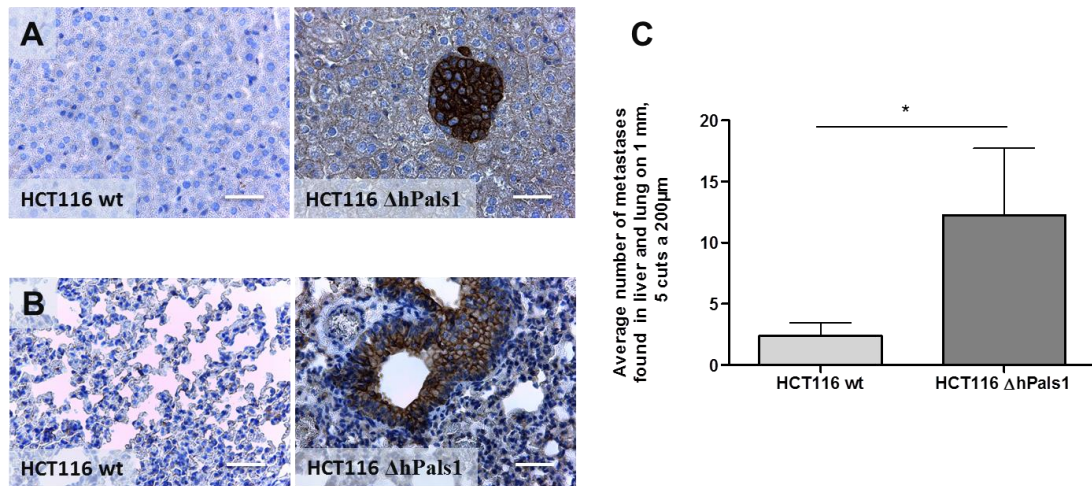 A
HCT116 wt
HCT116 ΔhPals1
B
HCT116 wt
HCT116 ΔhPals1
C
Average number of metastases
found in liver and lung on 1 mm,
5 cuts a 200μm
20
15
10
5
0
*
HCT116 wt
HCT116 ΔhPals1